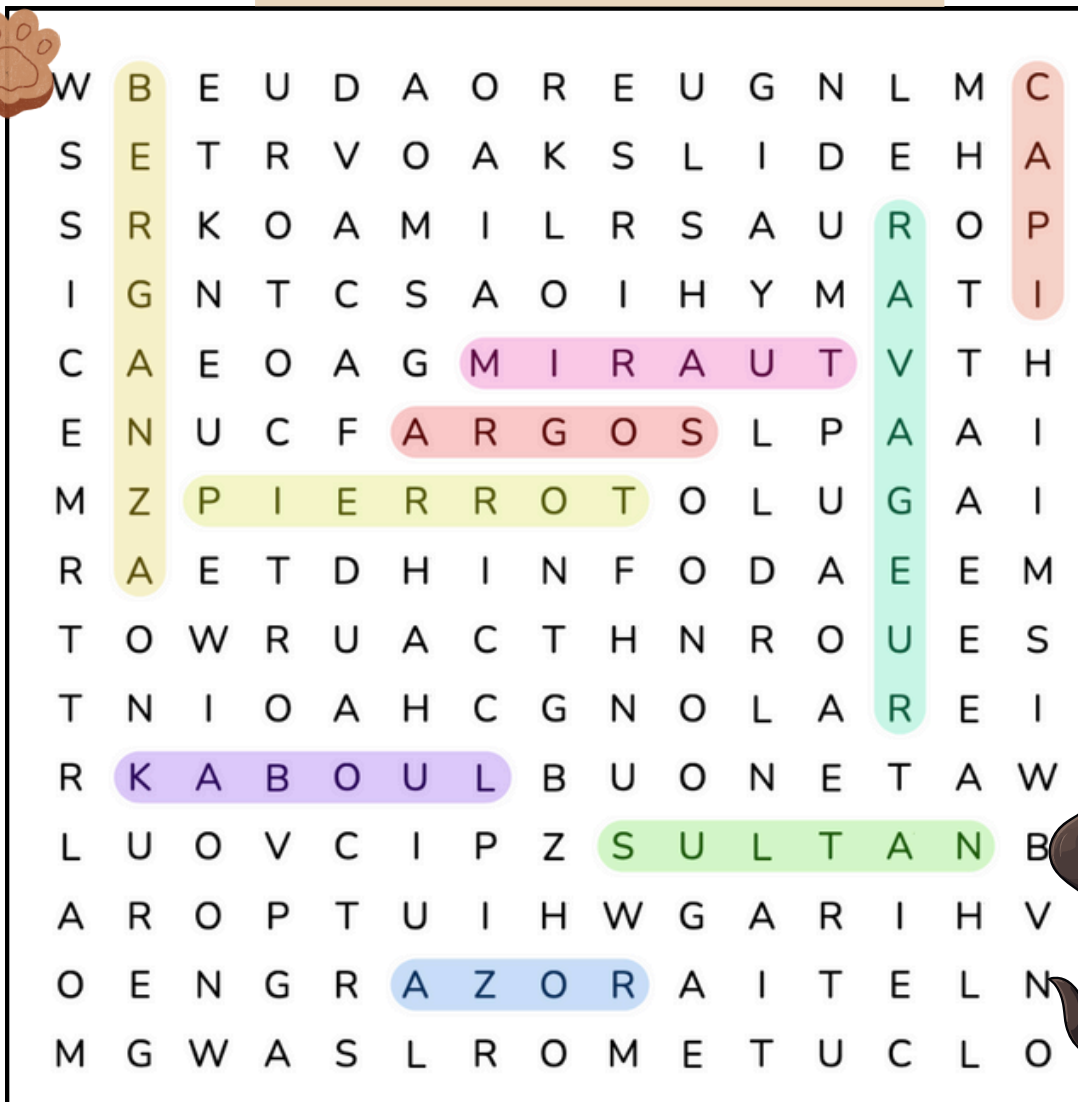 W B E U D A O R E U G N L M C
S E T R V O A K S L I D E H A
S R K O A M I L R S A U R O P
I G N T C S A O I H Y M A T I
C A E O A G M I R A U T V T H
E N U C F A R G O S L P A A I
M Z P I E R R O T O L U G A I
R A E T D H I N F O D A E E M
T O W R U A C T H N R O U E S
T N I O A H C G N O L A R E I
R K A B O U L B U O N E T A W
L U O V C I P Z S U L T A N B
A R O P T U I H W G A R I H V
O E N G R A Z O R A I T E L N
M G W A S L R O M E T U C L O